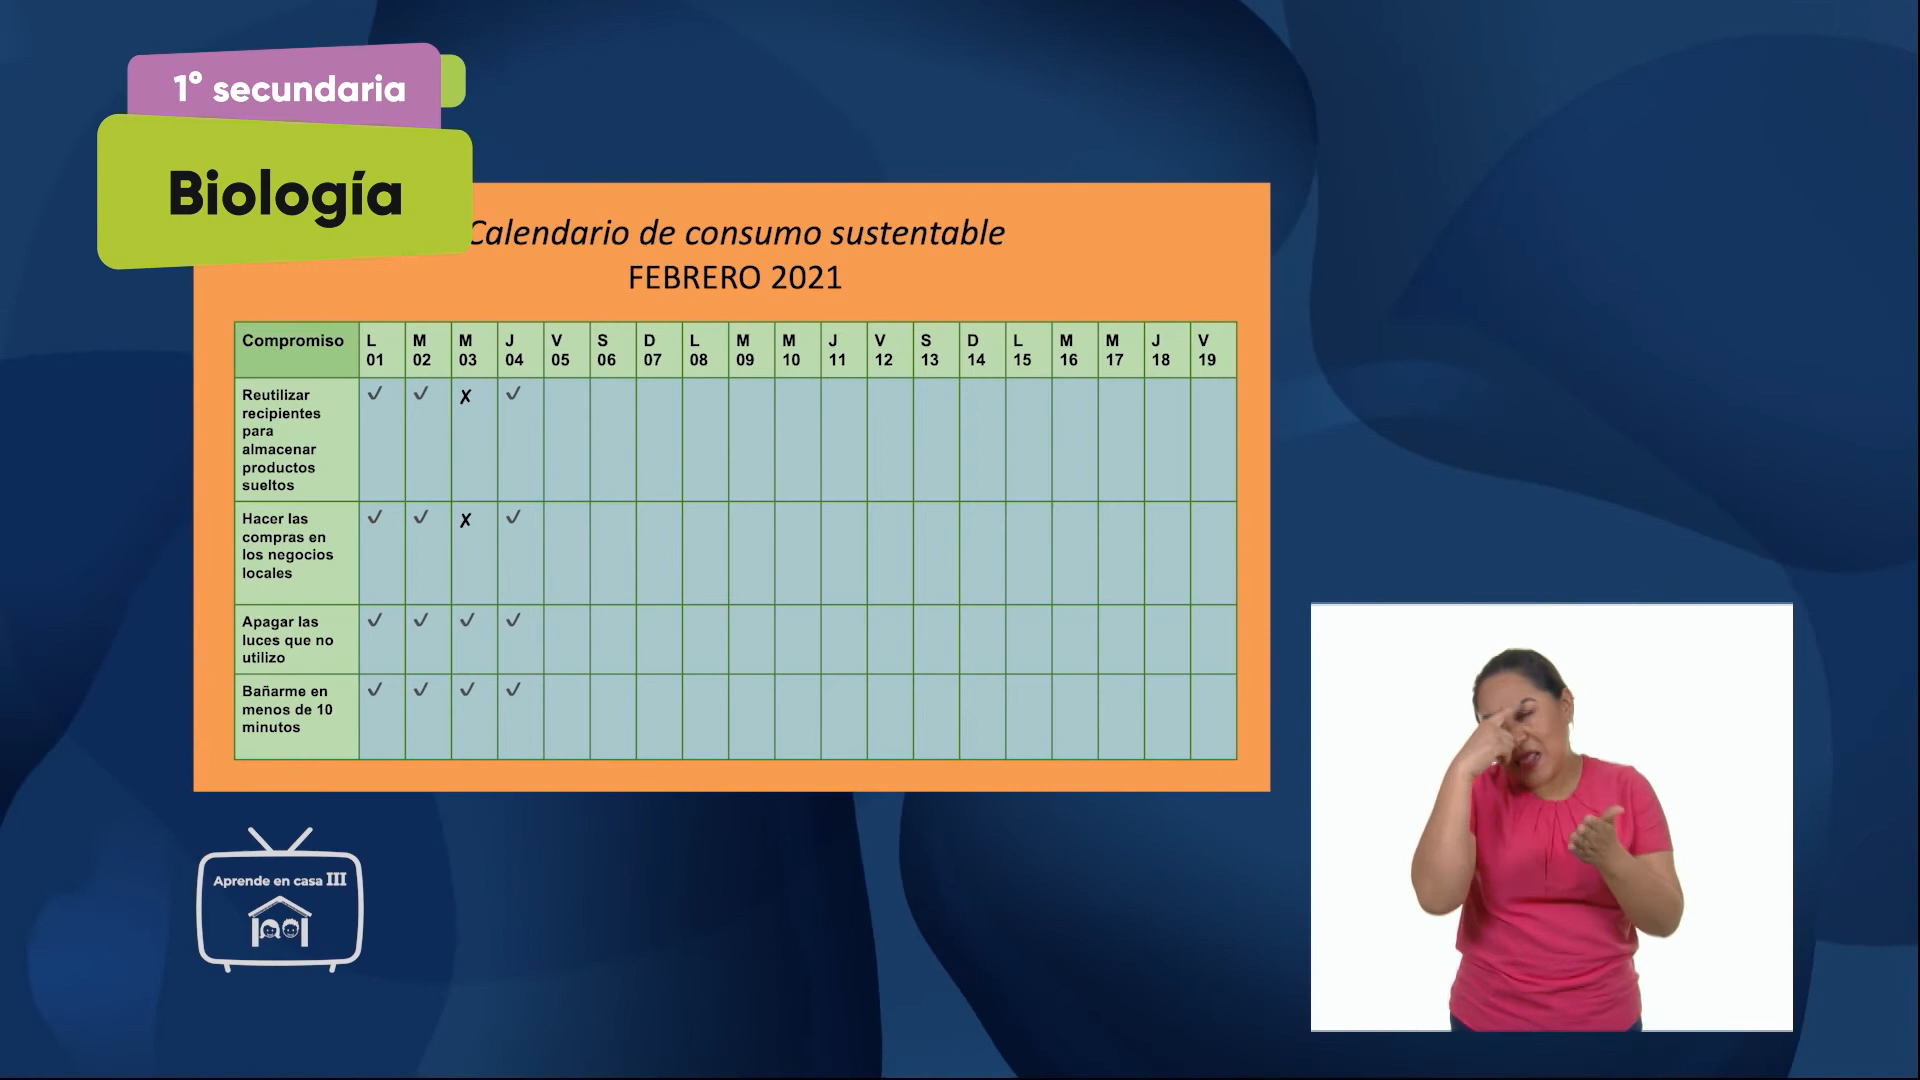 1° secundaria
Biología
Calendario de consumo sustentable
FEBRERO 2021
Compromiso L 01 M 02 M 03 J 04 V 05 S 06 D 07 L 08 M 09 M 10 J 11 V 12 S 13 D 14 L 15 M 16 M 17 J 18 V 19
Reutilizar ✓ ✓ ✗ ✓
recipientes
para
almacenar
productos
sueltos
Hacer las ✓ ✓ ✗ ✓
compras en
los negocios
locales
Apagar las ✓ ✓ ✓ ✓
luces que no
utilizo
Bañarme en ✓ ✓ ✓ ✓
menos de 10
minutos
Aprende en casa III